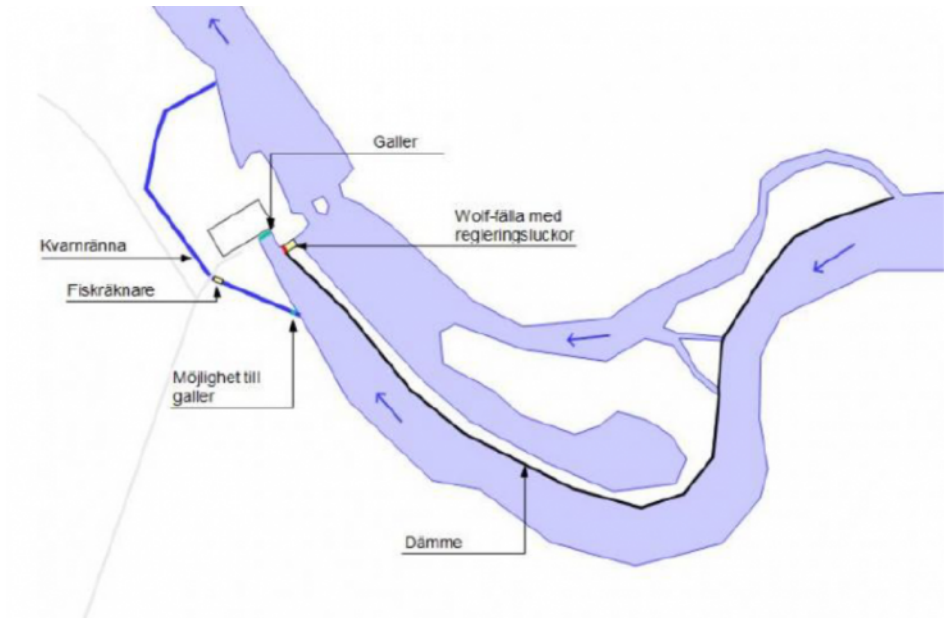 Galler
Wolf-fälla med
regleringsluckor
Kvarnränna
Fiskräknare
Möjlighet till
galler
Dämme